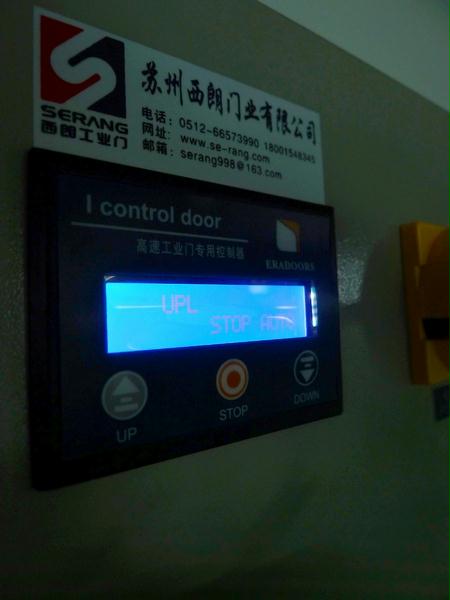 SERANG
西朗工业门
苏州西朗门业有限公司
电话：0512-66573990 18001548345
网址：www.se-rang.com
邮箱：serang998@163.com
I control door
高速工业门专用控制器
ERADOORS
UPL
STOP AUTO
UP
STOP
DOWN